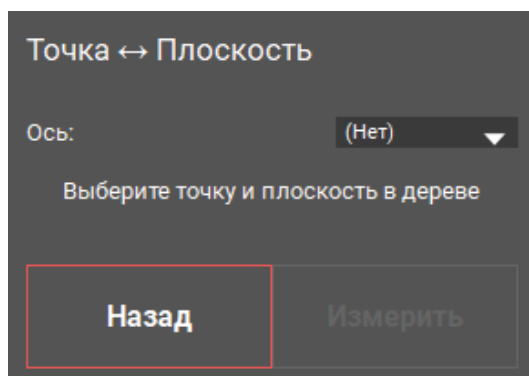 Точка ↔ Плоскость
Ось: (Нет)
Выберите точку и плоскость в дереве
Назад Измерить